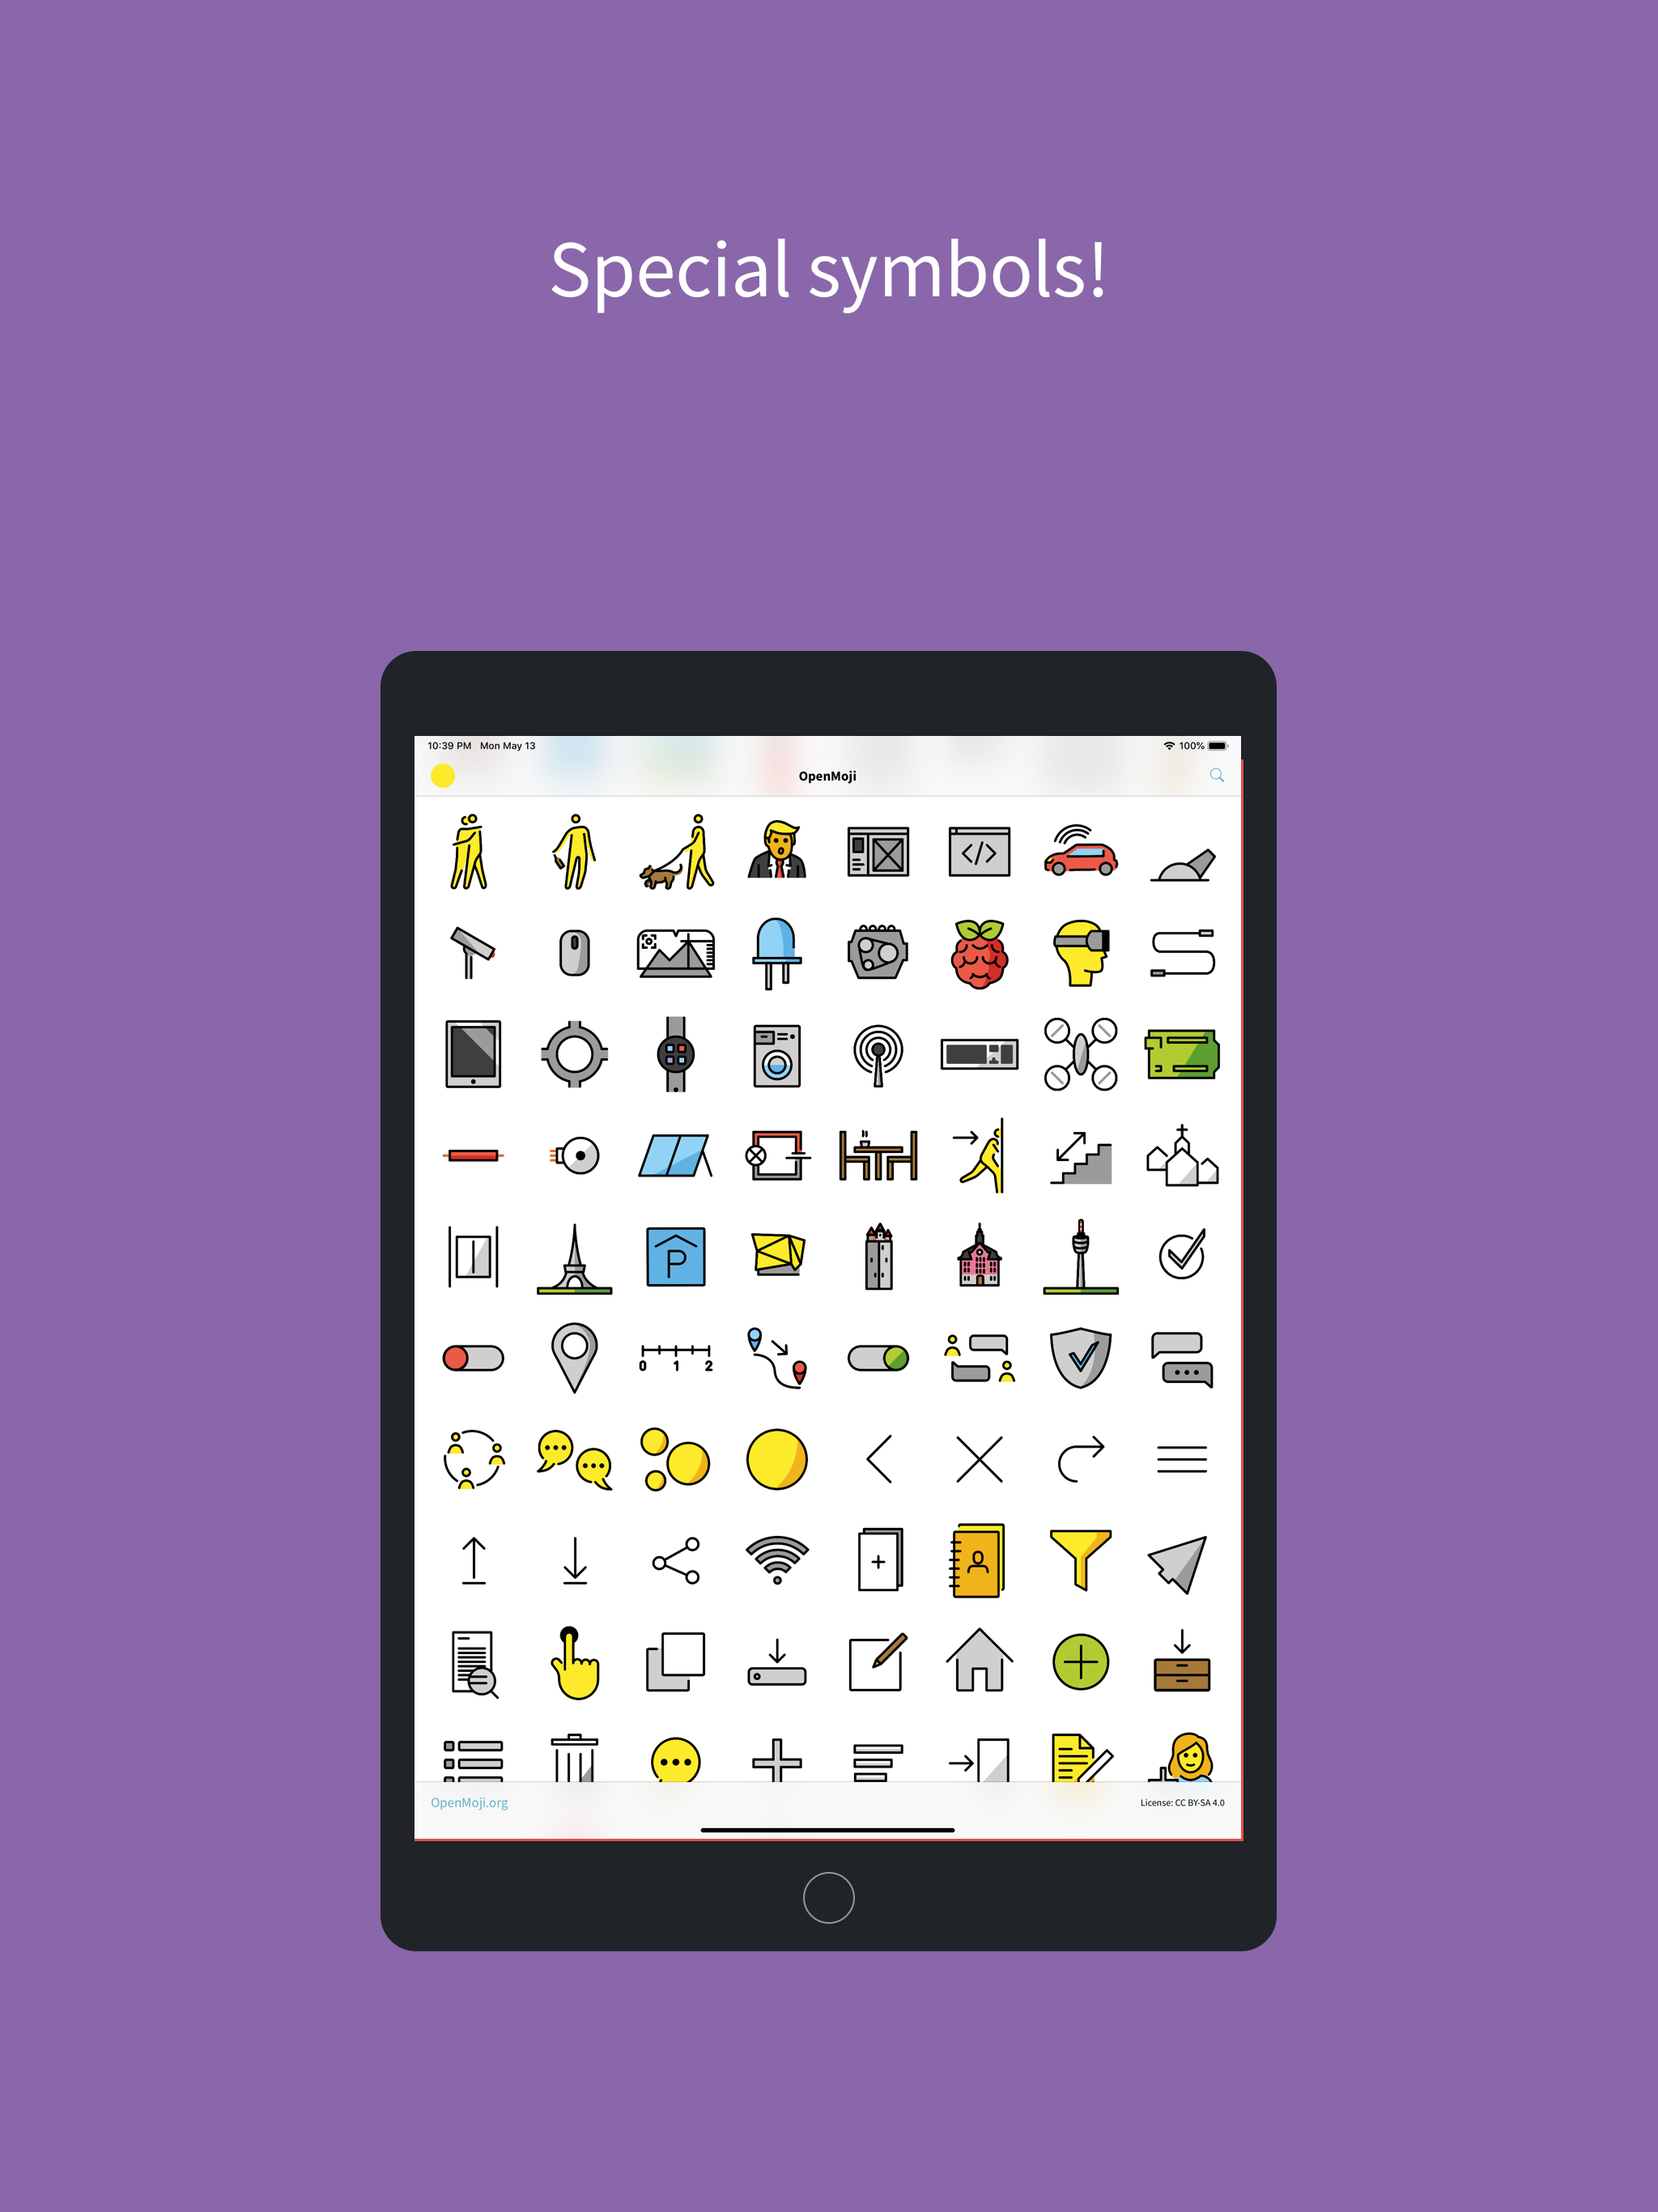 Special symbols!
10:39 PM Mon May 13
100%
OpenMoji
</>
P
0 1 2
OpenMoji.org
License: CC BY-SA 4.0